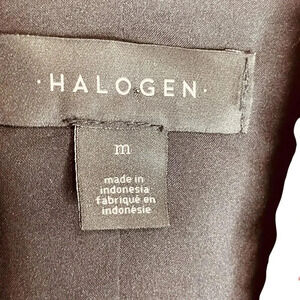 ·HALOGEN·
m
made in
indonesia
fabriqué en
indonésie